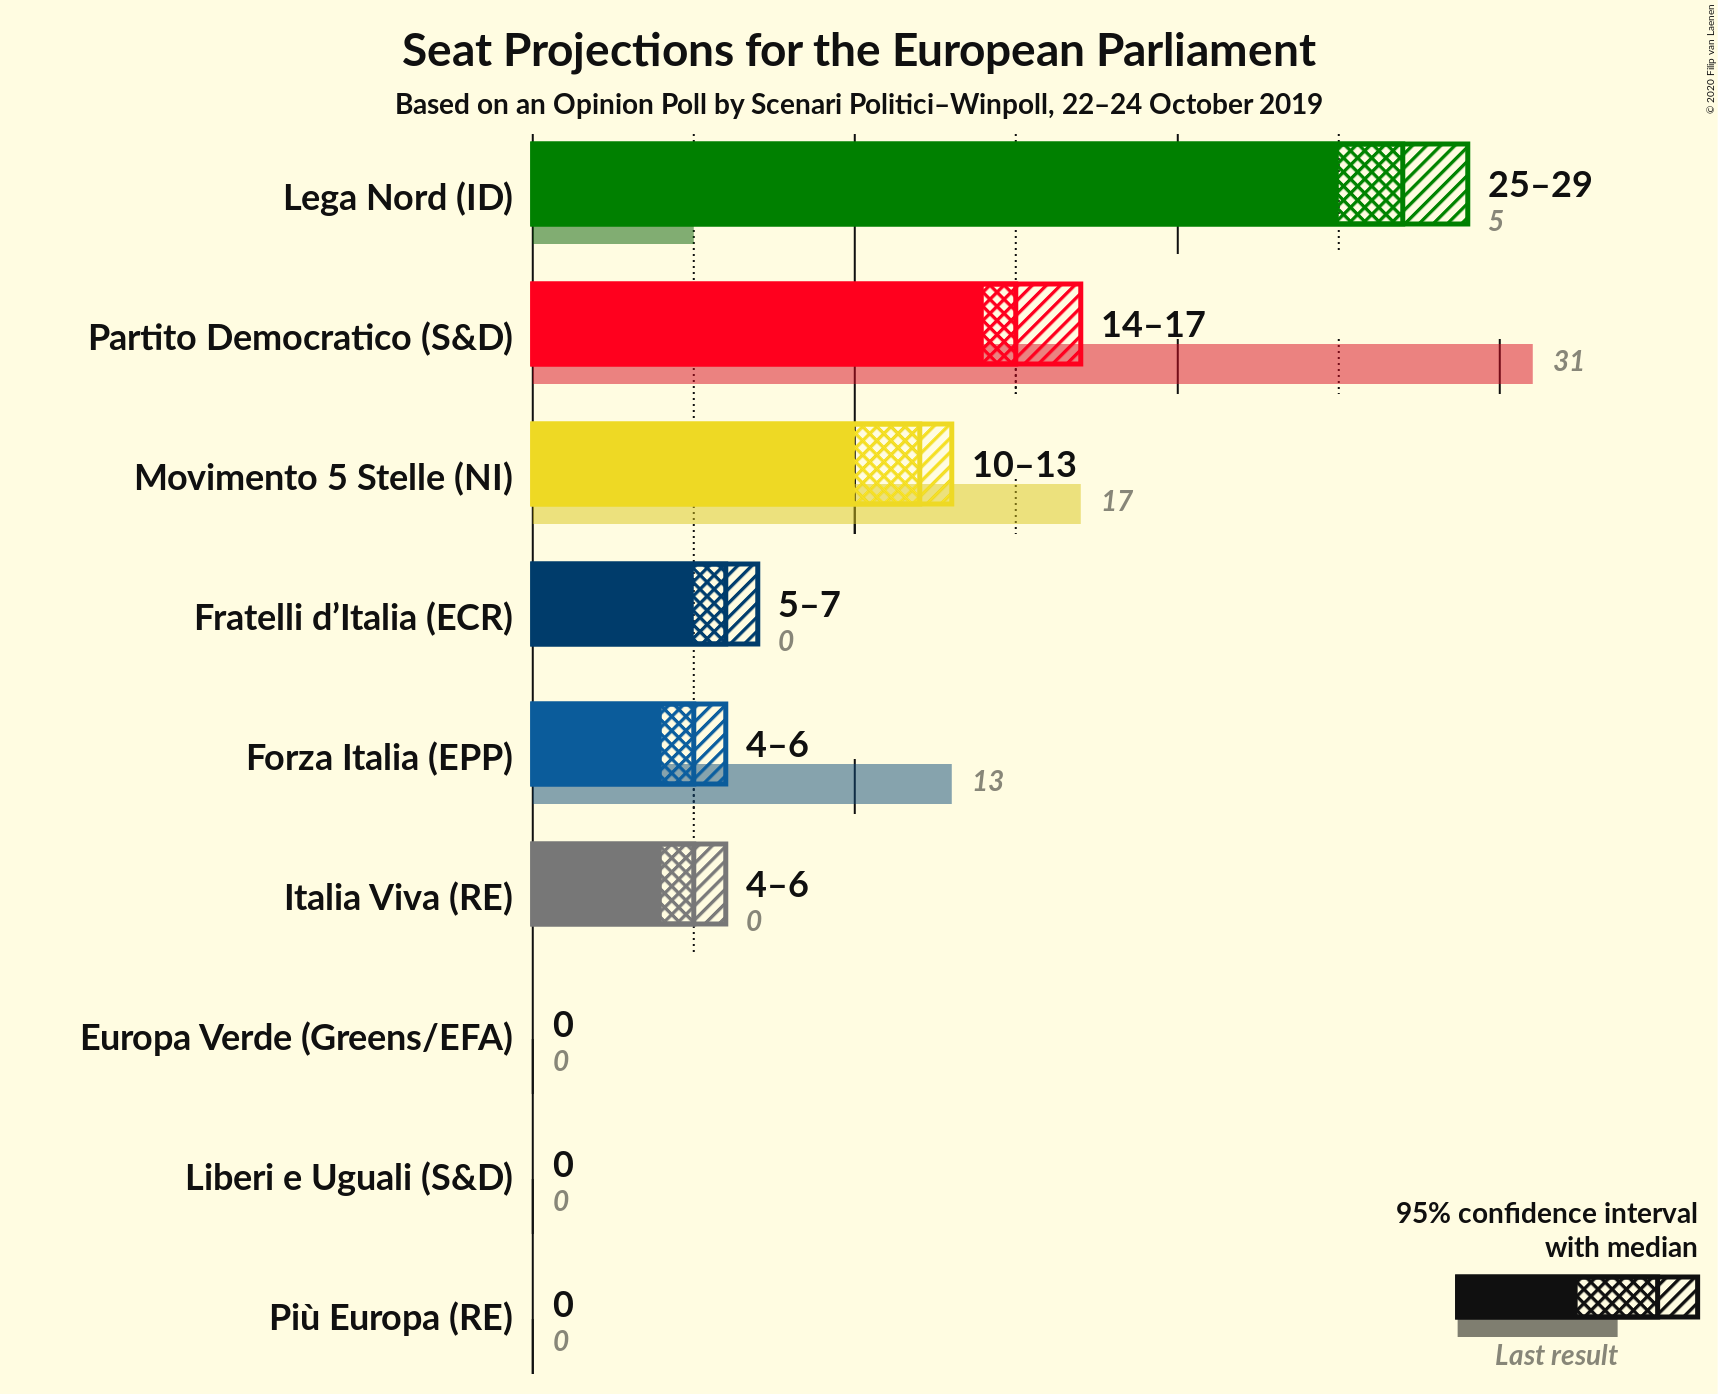 Seat Projections for the European Parliament
Based on an Opinion Poll by Scenari Politici–Winpoll, 22–24 October 2019
© 2020 Filip van Laenen
Lega Nord (ID)
25–29
5
Partito Democratico (S&D)
14–17
31
Movimento 5 Stelle (NI)
10–13
17
Fratelli d’Italia (ECR)
5–7
0
Forza Italia (EPP)
4–6
13
Italia Viva (RE)
4–6
0
Europa Verde (Greens/EFA)
0
0
Liberi e Uguali (S&D)
0
0
Più Europa (RE)
0
0
95% confidence interval
with median
Last result